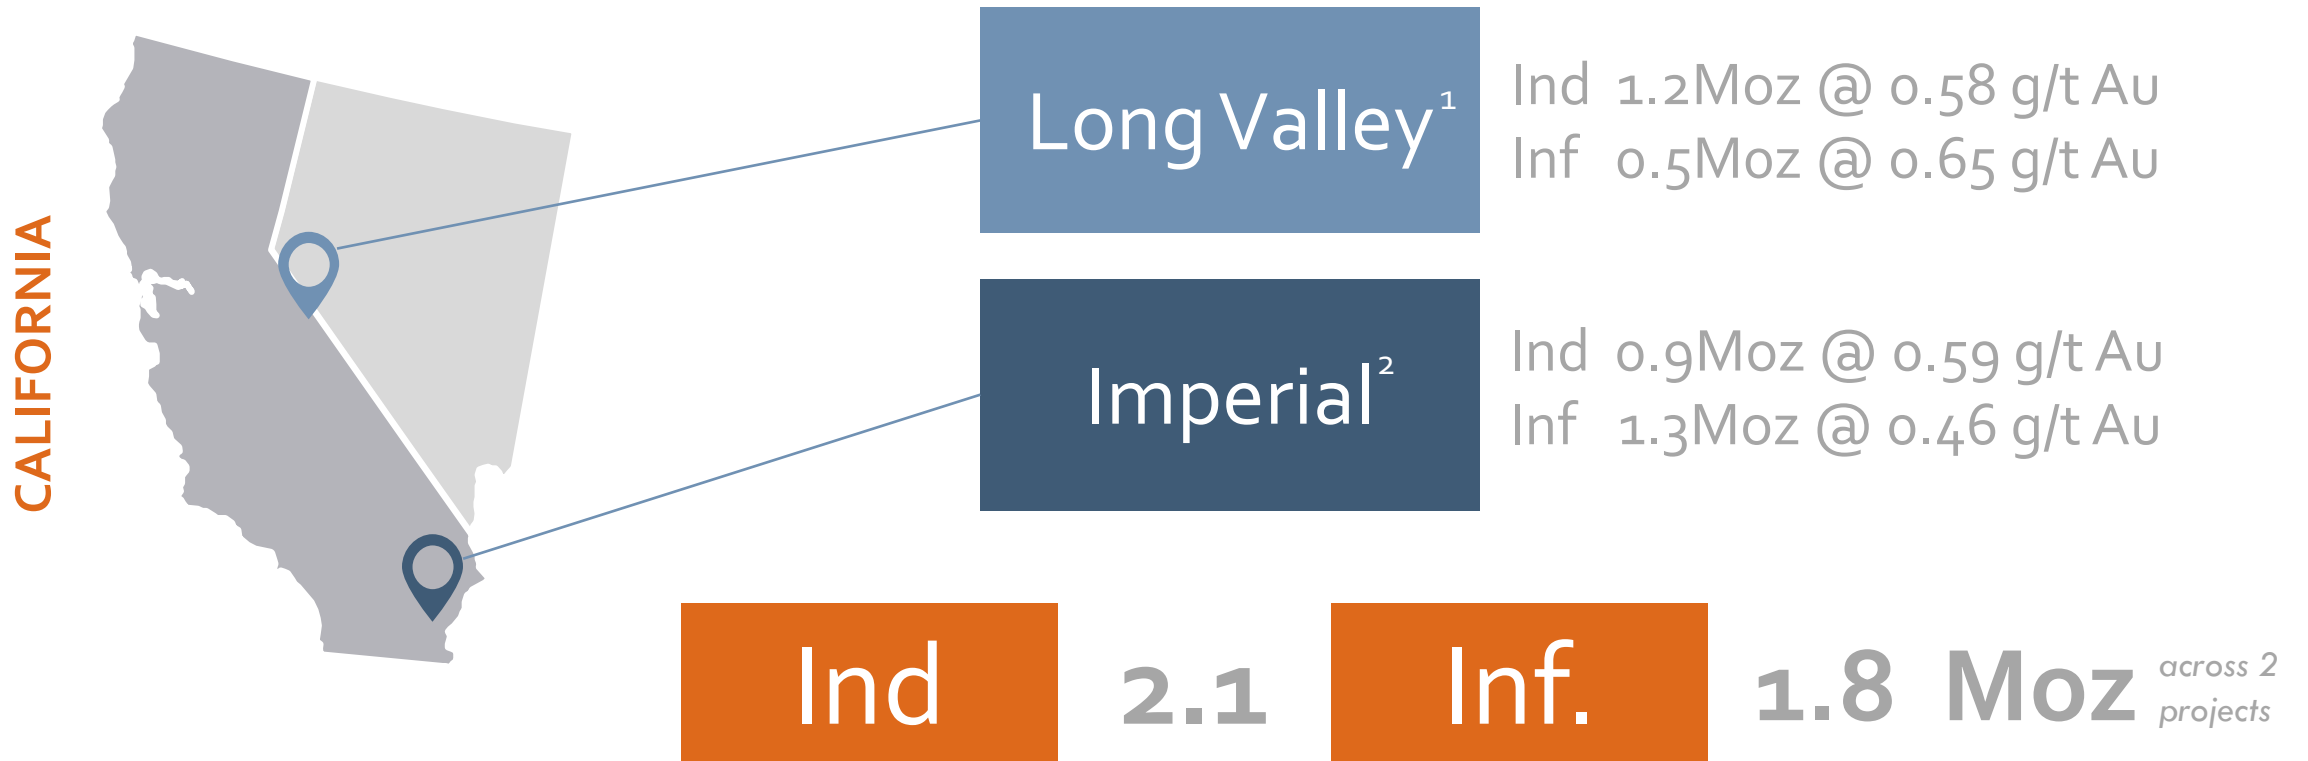 CALIFORNIA
Long Valley¹
Ind 1.2Moz @ 0.58 g/t Au
Inf 0.5Moz @ 0.65 g/t Au
Imperial²
Ind 0.9Moz @ 0.59 g/t Au
Inf 1.3Moz @ 0.46 g/t Au
Ind 2.1 Inf. 1.8 Moz across 2
projects